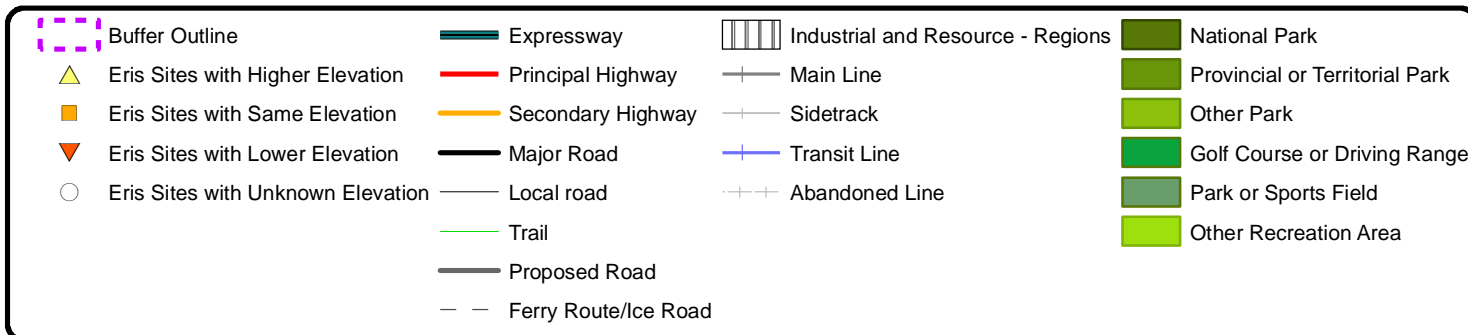 Buffer Outline
Eris Sites with Higher Elevation
Eris Sites with Same Elevation
Eris Sites with Lower Elevation
Eris Sites with Unknown Elevation
Expressway
Principal Highway
Secondary Highway
Major Road
Local road
Trail
Proposed Road
Ferry Route/Ice Road
Industrial and Resource - Regions
Main Line
Sidetrack
Transit Line
Abandoned Line
National Park
Provincial or Territorial Park
Other Park
Golf Course or Driving Range
Park or Sports Field
Other Recreation Area